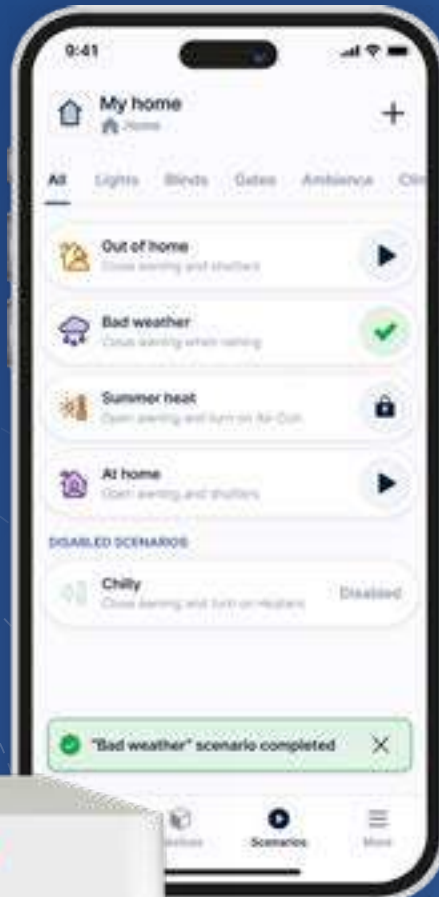 9:41
My home
Home
All Lights Blinds Gates Ambience
Out of home
Close awning and shutters
Bad weather
Close awning when raining
Summer heat
Open awning and turn on Air Con
At home
Open awning and shutters
DISABLED SCENARIOS
Chilly
Close awning and turn on Heaters
Disabled
"Bad weather" scenario completed
Scenarios More